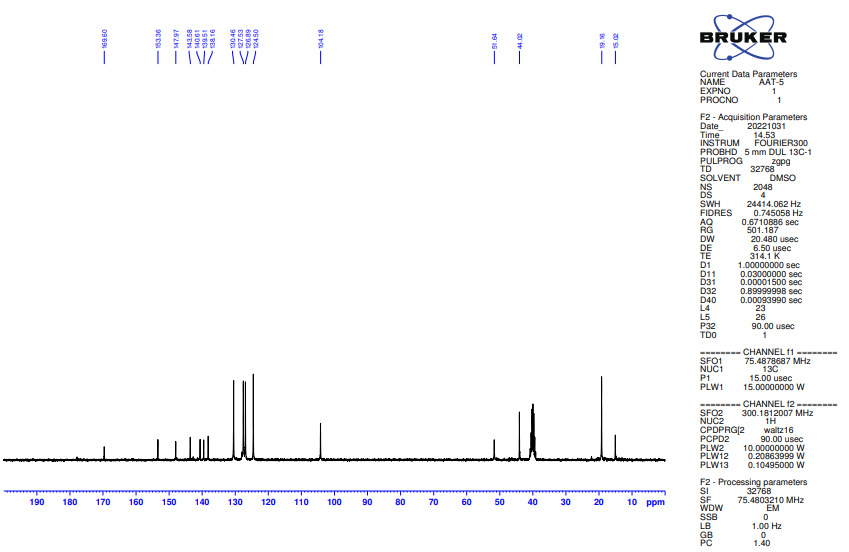 169.60
153.36
147.97
143.58
140.61
139.51
138.16
130.46
127.53
126.89
124.50
104.18
51.64
44.02
19.16
15.02
BRUKER
Current Data Parameters
NAME AAT-5
EXPNO 1
PROCNO 1
F2 - Acquisition Parameters
Date_ 20221031
Time 14.53
INSTRUM FOURIER300
PROBHD 5 mm DUL 13C-1
PULPROG zgpg
TD 32768
SOLVENT DMSO
NS 2048
DS 4
SWH 24414.062 Hz
FIDRES 0.745058 Hz
AQ 0.6710886 sec
RG 501.187
DW 20.480 usec
DE 6.50 usec
TE 314.1 K
D1 1.00000000 sec
D11 0.03000000 sec
D31 0.00001500 sec
D32 0.89999998 sec
D40 0.00093990 sec
L4 23
L5 26
P32 90.00 usec
TD0 1
======== CHANNEL f1 ========
SFO1 75.4878687 MHz
NUC1 13C
P1 15.00 usec
PLW1 15.00000000 W
======== CHANNEL f2 ========
SFO2 300.1812007 MHz
NUC2 1H
CPDPRG[2 waltz16
PCPD2 90.00 usec
PLW2 10.00000000 W
PLW12 0.20863999 W
PLW13 0.10495000 W
F2 - Processing parameters
SI 32768
SF 75.4803210 MHz
WDW EM
SSB 0
LB 1.00 Hz
GB 0
PC 1.40
190 180 170 160 150 140 130 120 110 100 90 80 70 60 50 40 30 20 10 ppm